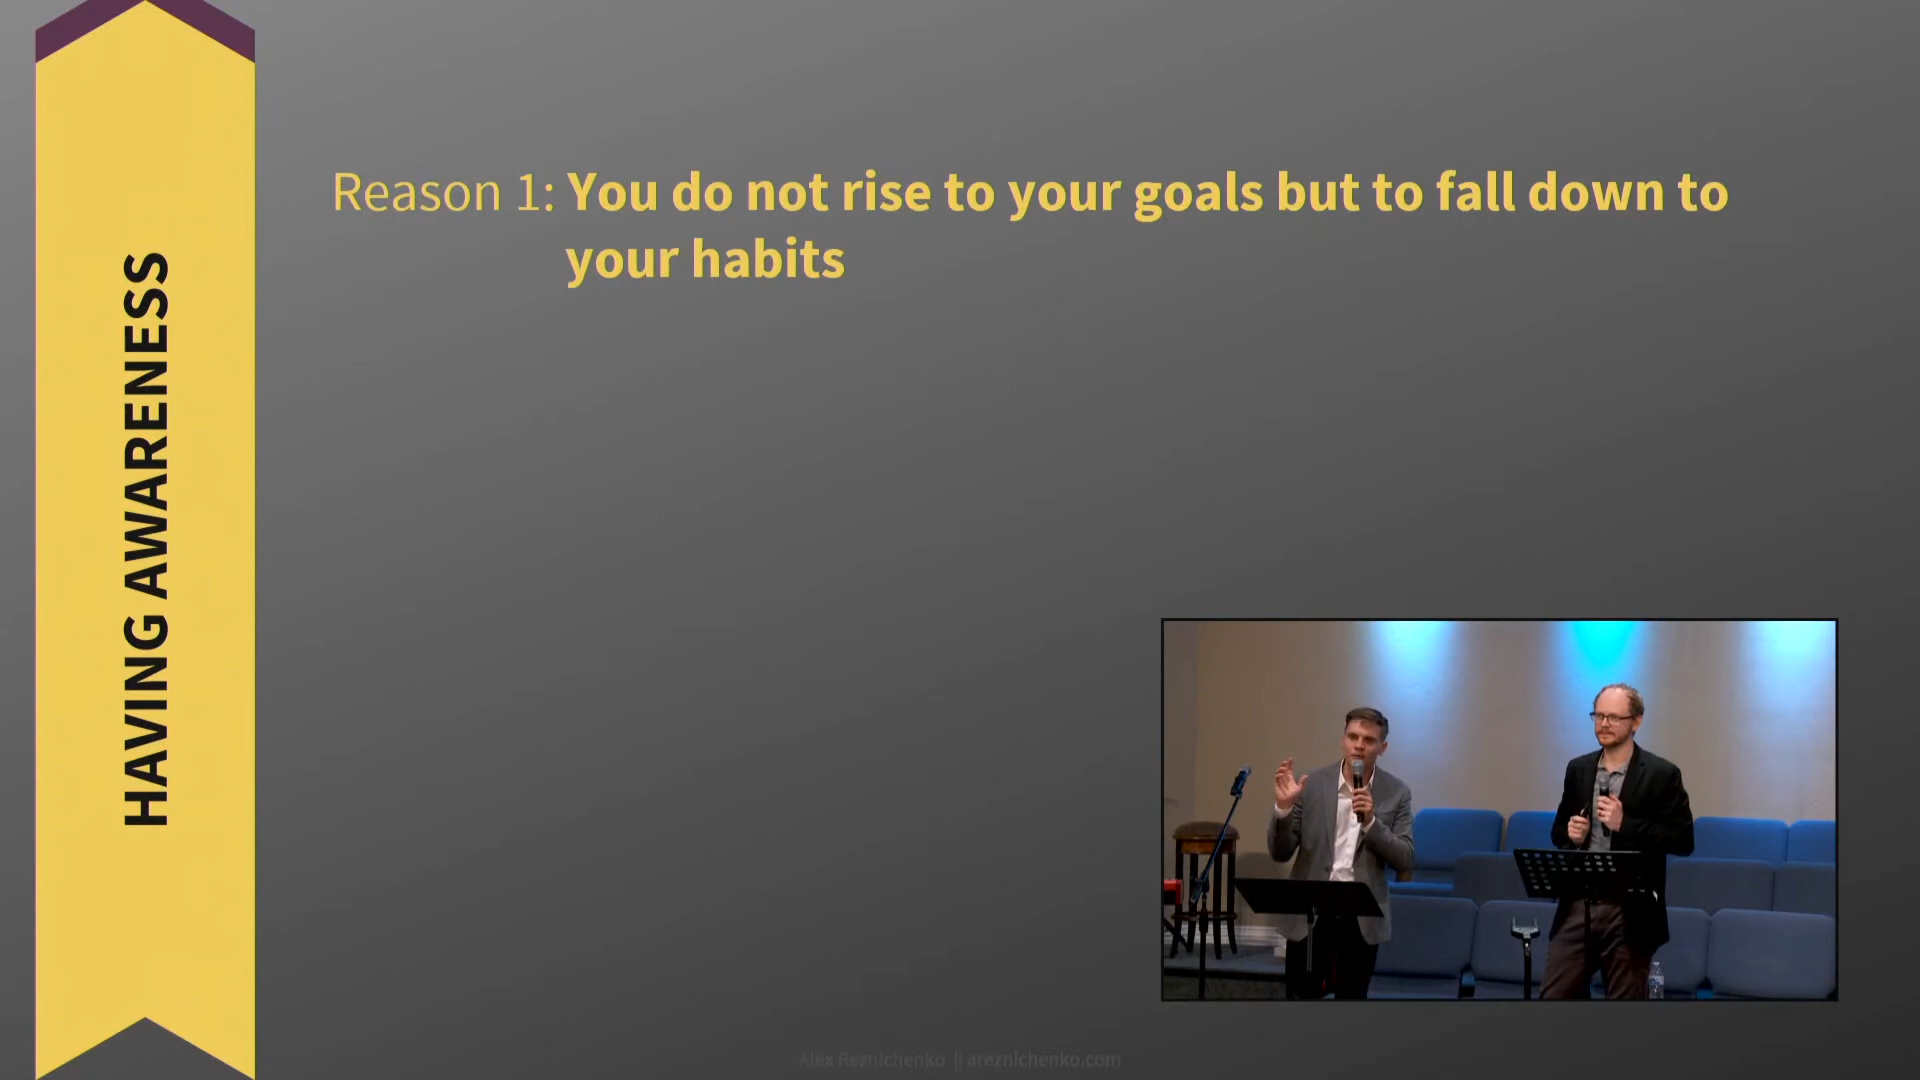 HAVING AWARENESS
Reason 1: You do not rise to your goals but to fall down to
your habits
Alex Reznichenko || areznichenko.com